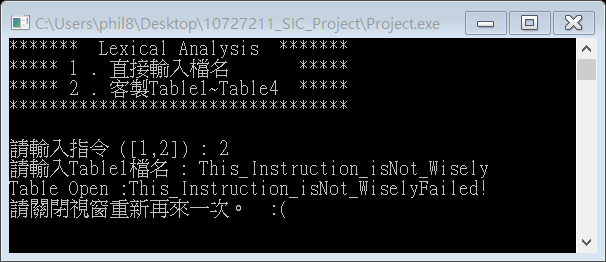 C:\Users\phil8\Desktop\10727211_SIC_Project\Project.exe
*******  Lexical Analysis  *******
***** 1 . 直接輸入檔名       *****
***** 2 . 客製Table1~Table4  *****
**********************************
請輸入指令 ([1,2]) : 2
請輸入Table1檔名 : This_Instruction_isNot_Wisely
Table Open :This_Instruction_isNot_WiselyFailed!
請關閉視窗重新再來一次。  :(